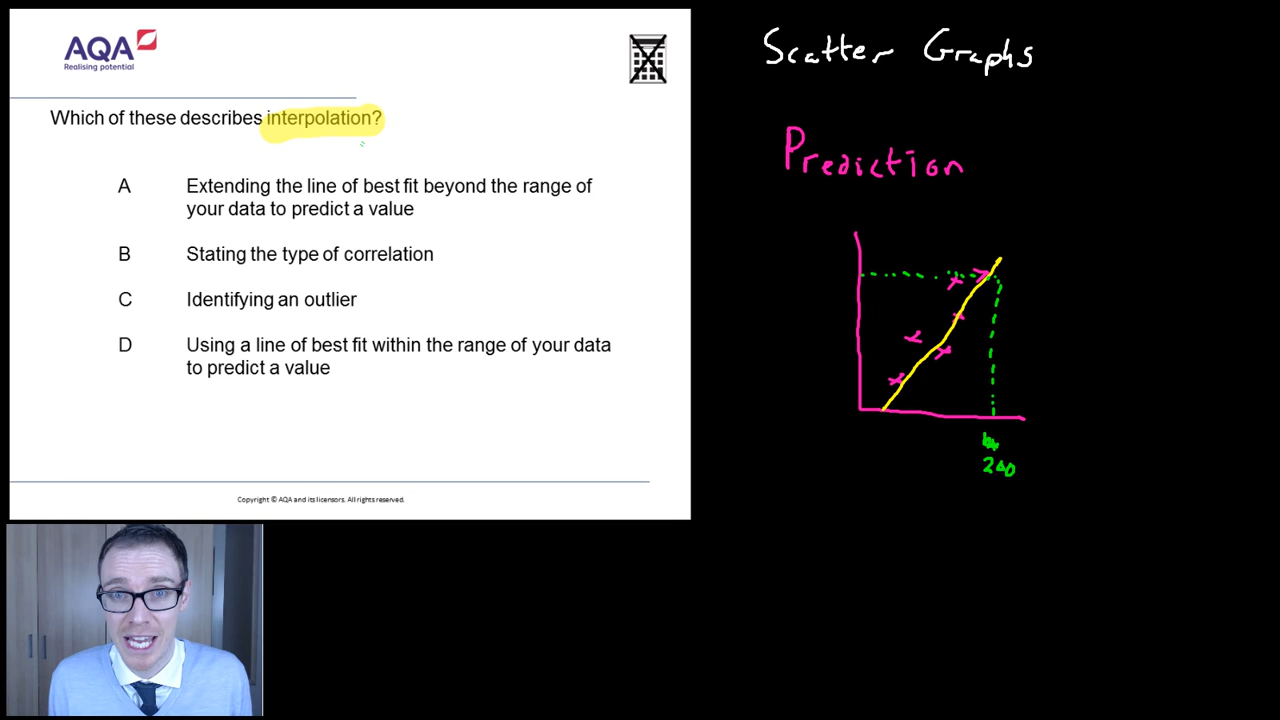 AQA
Realising potential
Which of these describes interpolation?
A Extending the line of best fit beyond the range of
your data to predict a value
B Stating the type of correlation
C Identifying an outlier
D Using a line of best fit within the range of your data
to predict a value
Copyright © AQA and its licensors. All rights reserved.
Scatter Graphs
Prediction
200